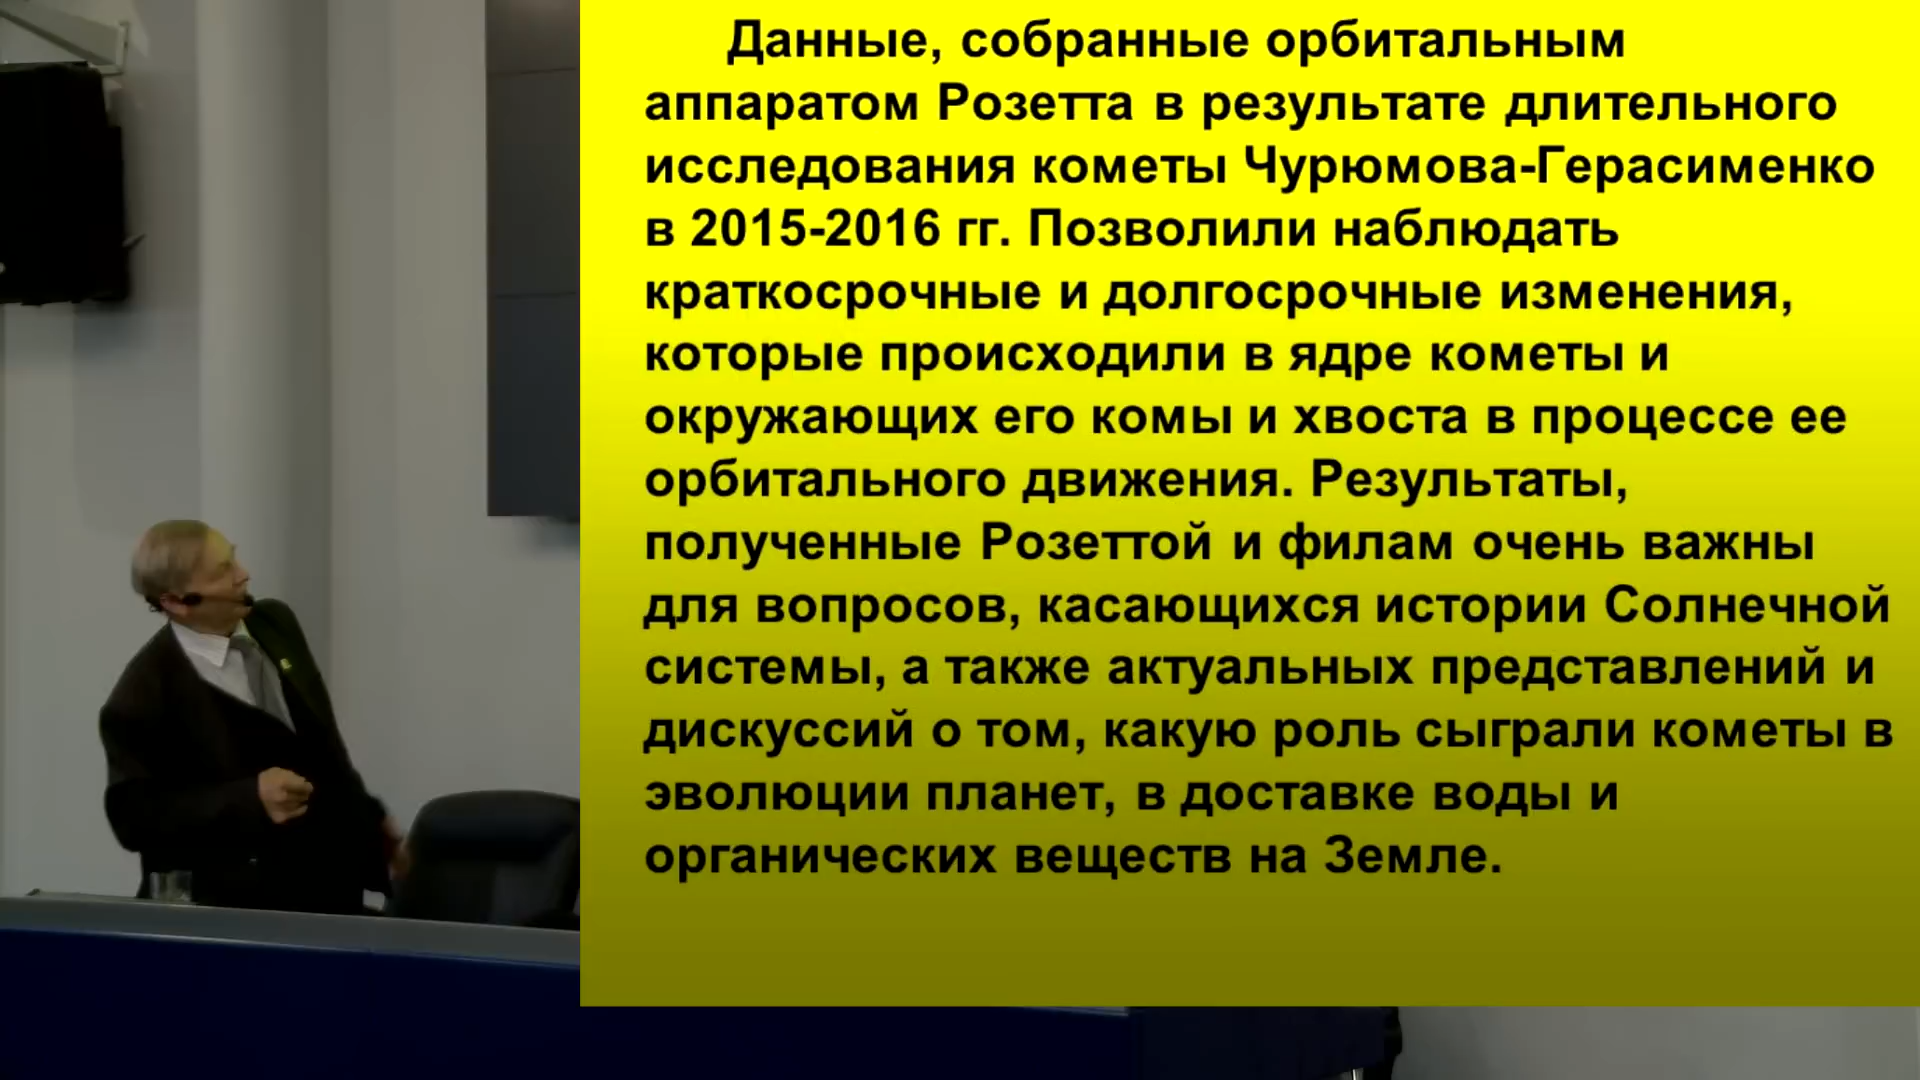 Данные, собранные орбитальным
аппаратом Розетта в результате длительного
исследования кометы Чурюмова-Герасименко
в 2015-2016 гг. Позволили наблюдать
краткосрочные и долгосрочные изменения,
которые происходили в ядре кометы и
окружающих его комы и хвоста в процессе ее
орбитального движения. Результаты,
полученные Розеттой и филам очень важны
для вопросов, касающихся истории Солнечной
системы, а также актуальных представлений и
дискуссий о том, какую роль сыграли кометы в
эволюции планет, в доставке воды и
органических веществ на Земле.